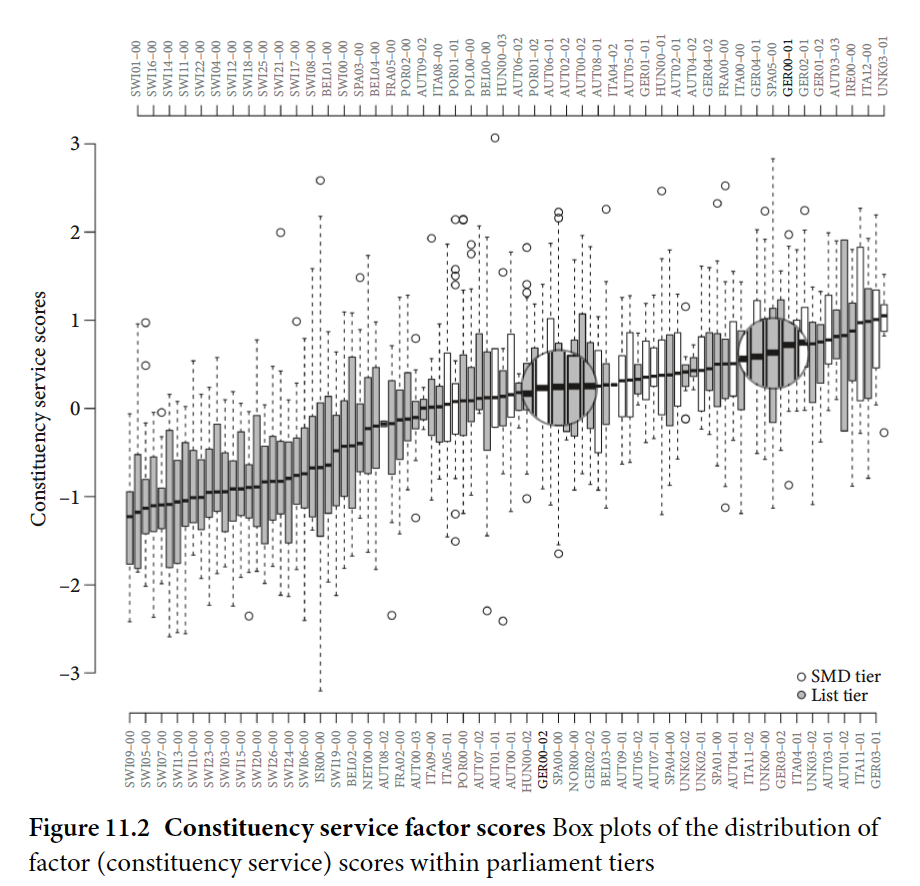 SWI01–00 SWI16–00 SWI14–00 SWI11–00 SWI22–00 SWI04–00 SWI12–00 SWI18–00 SWI25–00 SWI21–00 SWI17–00 SWI08–00 BEL01–00 SWI00–00 SPA03–00 BEL04–00 FRA05–00 POR02–00 AUT09–02 ITA08–00 POR01–01 POL00–00 BEL00–00 HUN00–03 AUT06–02 POR01–02 AUT06–01 AUT02–02 AUT00–02 AUT08–01 ITA04–02 AUT05–01 GER01–01 HUN00–01 AUT02–01 AUT04–02 GER04–02 FRA00–00 ITA00–00 GER04–01 SPA05–00 GER00–01 GER02–01 GER01–02 AUT03–03 IRE00–00 ITA12–00 UNK03–01
3
2
1
0
−1
−2
−3
Constituency service scores
SMD tier
List tier
SWI09–00 SWI05–00 SWI07–00 SWI13–00 SWI10–00 SWI23–00 SWI03–00 SWI15–00 SWI20–00 SWI26–00 SWI24–00 SWI06–00 ISR00–00 SWI19–00 BEL02–00 NET00–00 AUT08–02 FRA02–00 AUT00–03 ITA09–00 ITA05–01 POR00–00 AUT07–02 AUT01–01 AUT00–01 HUN00–02 GER00–02 SPA00–00 NOR00–00 GER02–02 BEL03–00 AUT09–01 AUT05–02 AUT07–01 SPA04–00 UNK02–02 UNK02–01 SPA01–00 AUT04–01 ITA11–02 UNK00–00 GER03–02 ITA04–01 UNK03–02 AUT03–01 AUT01–02 ITA11–01 GER03–01
Figure 11.2 Constituency service factor scores Box plots of the distribution of
factor (constituency service) scores within parliament tiers